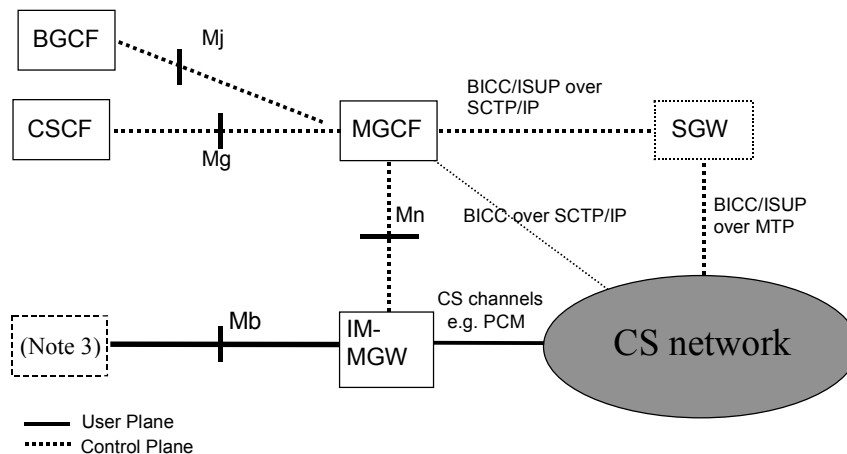 BGCF
Mj
BICC/ISUP over
SCTP/IP
CSCF
Mg
MGCF
SGW
Mn
BICC over SCTP/IP
BICC/ISUP
over MTP
(Note 3)
Mb
IM-
MGW
CS channels
e.g. PCM
CS network
User Plane
Control Plane